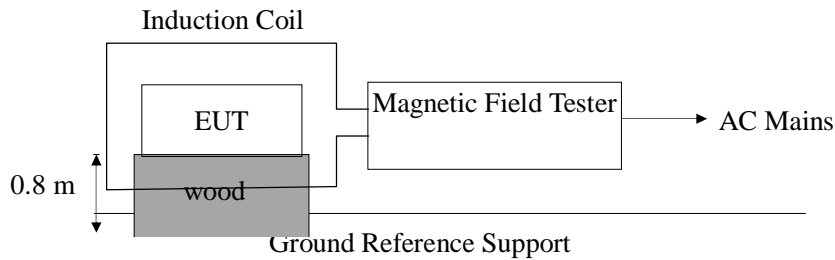 Induction Coil
EUT
Magnetic Field Tester
AC Mains
0.8 m
wood
Ground Reference Support